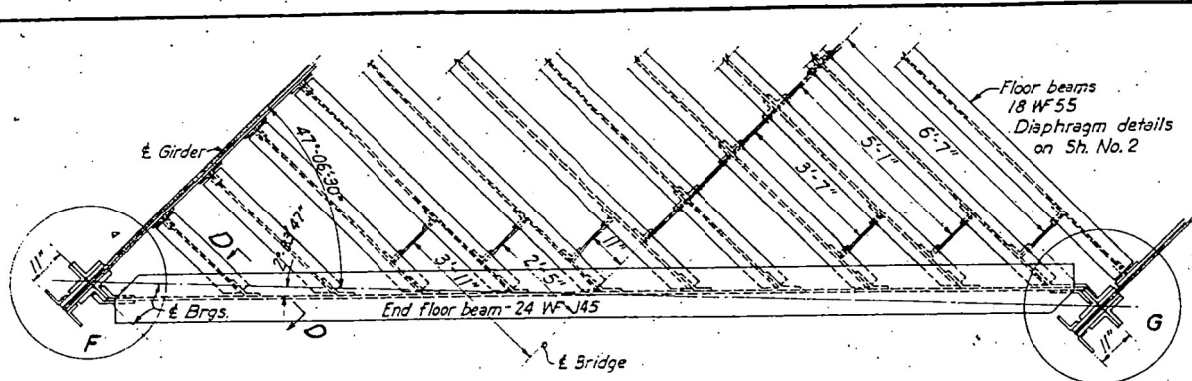 Floor beams
18 WF 55
Diaphragm details
on Sh. No. 2
6'-7"
5'-1"
3'-7"
℄ Girder
47°-06'-30"
D
11"
3'-11"
2'-5"
11"
11"
℄ Brgs.
End floor beam-24 WF 145
D
F
G
℄ Bridge